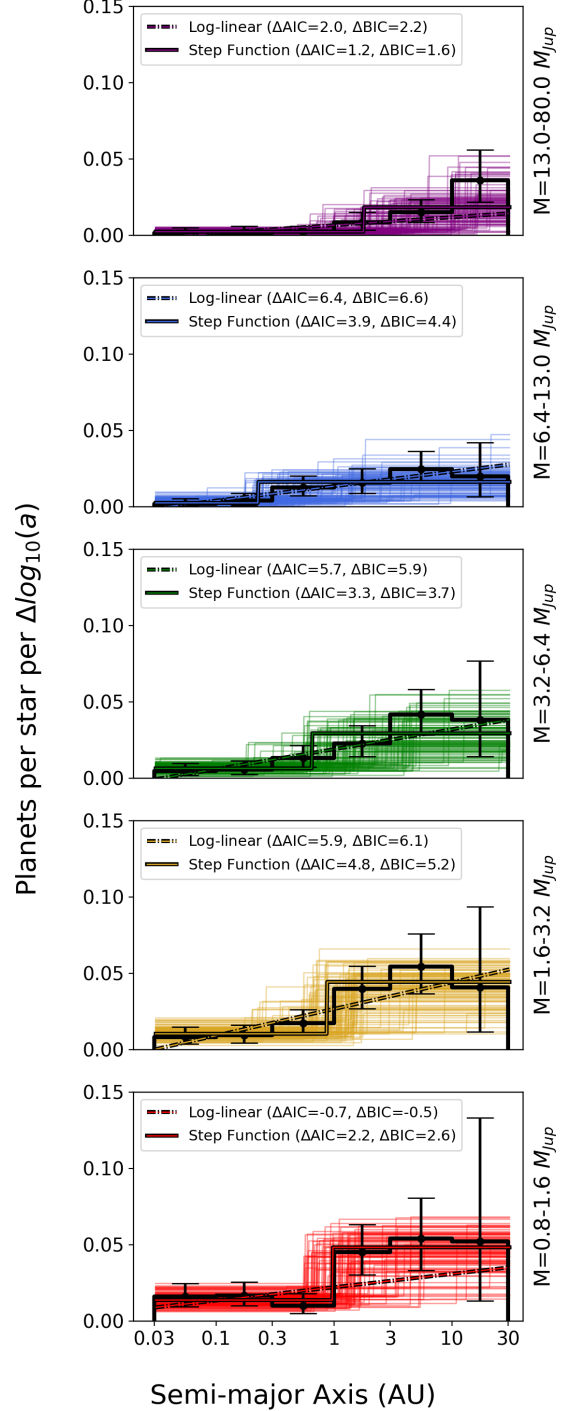 Planets per star per Δlog₁₀(a)
0.15
0.10
0.05
0.00
Log-linear (ΔAIC=2.0, ΔBIC=2.2)
Step Function (ΔAIC=1.2, ΔBIC=1.6)
M=13.0-80.0 M_Jup
0.15
0.10
0.05
0.00
Log-linear (ΔAIC=6.4, ΔBIC=6.6)
Step Function (ΔAIC=3.9, ΔBIC=4.4)
M=6.4-13.0 M_Jup
0.15
0.10
0.05
0.00
Log-linear (ΔAIC=5.7, ΔBIC=5.9)
Step Function (ΔAIC=3.3, ΔBIC=3.7)
M=3.2-6.4 M_Jup
0.15
0.10
0.05
0.00
Log-linear (ΔAIC=5.9, ΔBIC=6.1)
Step Function (ΔAIC=4.8, ΔBIC=5.2)
M=1.6-3.2 M_Jup
0.15
0.10
0.05
0.00
Log-linear (ΔAIC=-0.7, ΔBIC=-0.5)
Step Function (ΔAIC=2.2, ΔBIC=2.6)
M=0.8-1.6 M_Jup
0.03 0.1 0.3 1 3 10 30
Semi-major Axis (AU)